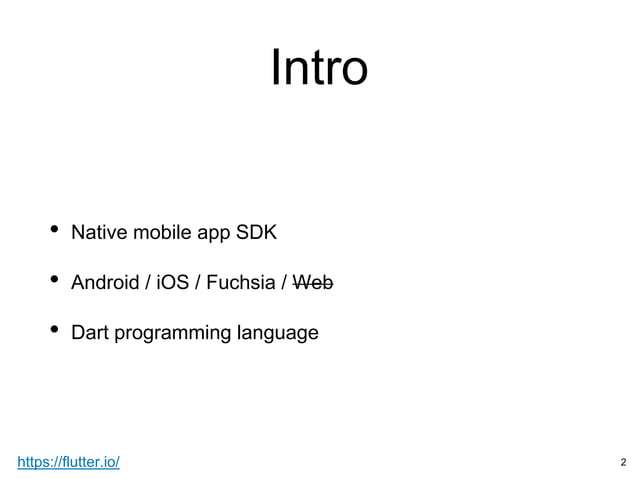 Intro
• Native mobile app SDK
• Android / iOS / Fuchsia / Web
• Dart programming language
https://flutter.io/
2